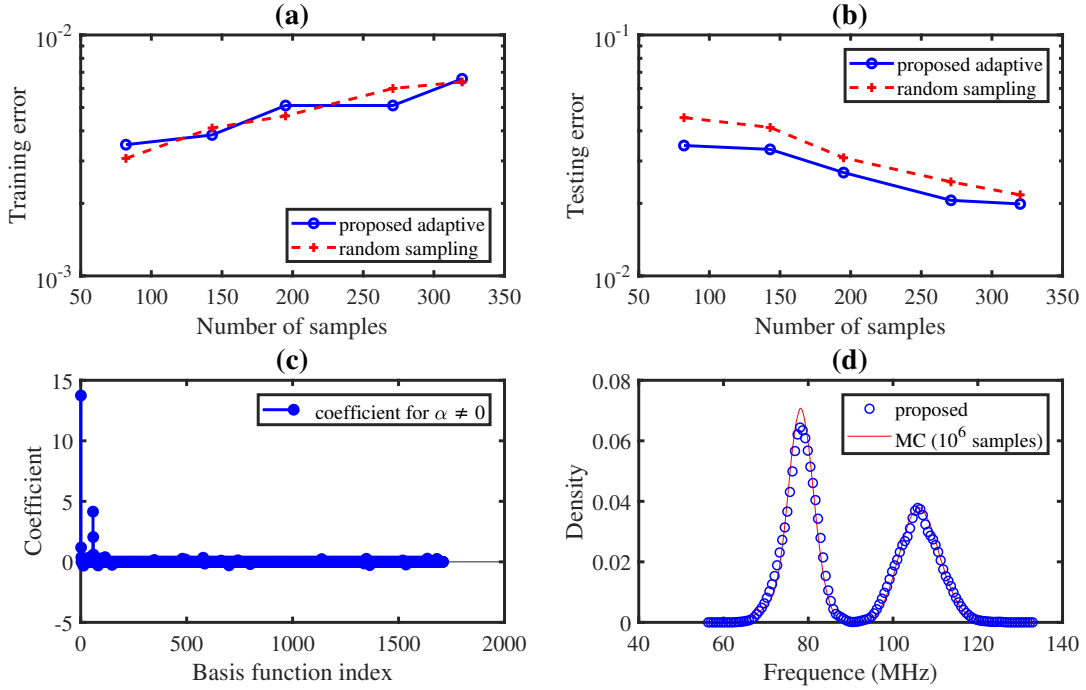 (a)
10^-2
10^-3
Training error
proposed adaptive
random sampling
50 100 150 200 250 300 350
Number of samples
(b)
10^-1
10^-2
Testing error
proposed adaptive
random sampling
50 100 150 200 250 300 350
Number of samples
(c)
15
10
5
0
-5
Coefficient
coefficient for α ≠ 0
0 500 1000 1500 2000
Basis function index
(d)
0.08
0.06
0.04
0.02
0
Density
proposed
MC (10^6 samples)
40 60 80 100 120 140
Frequence (MHz)